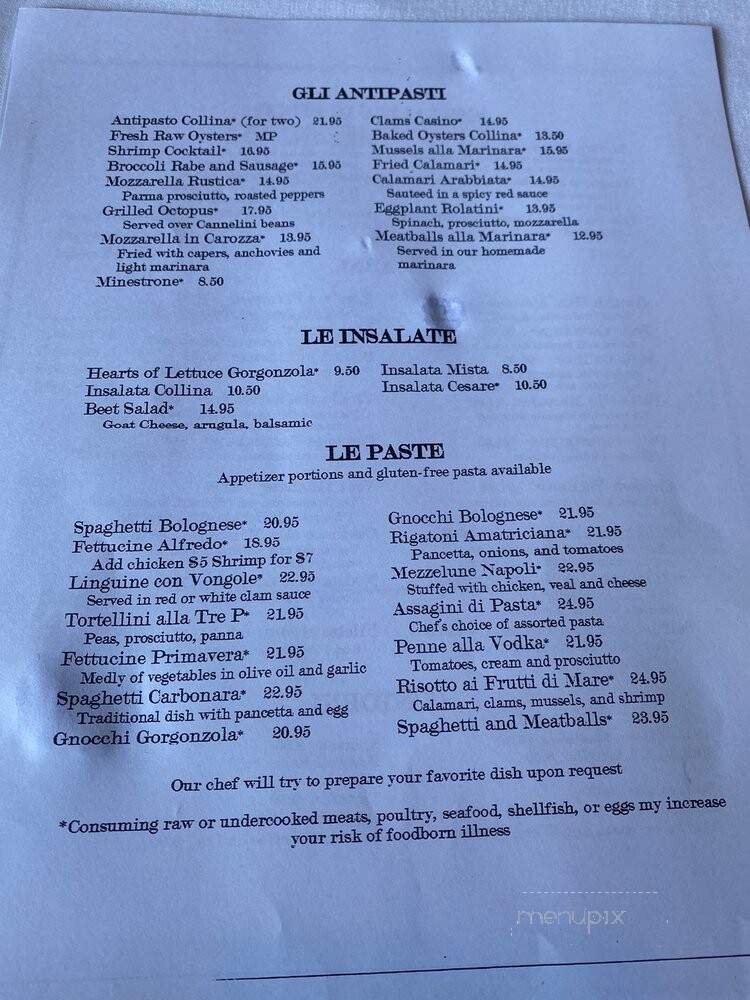 GLI ANTIPASTI
Antipasto Collina* (for two) 21.95
Fresh Raw Oysters* MP
Shrimp Cocktail* 16.95
Broccoli Rabe and Sausage* 15.95
Mozzarella Rustica* 14.95
Parma prosciutto, roasted peppers
Grilled Octopus* 17.95
Served over Cannelini beans
Mozzarella in Carozza* 13.95
Fried with capers, anchovies and
light marinara
Minestrone* 8.50
Clams Casino* 14.95
Baked Oysters Collina* 13.50
Mussels alla Marinara* 15.95
Fried Calamari* 14.95
Calamari Arabbiata* 14.95
Sauteed in a spicy red sauce
Eggplant Rolatini* 13.95
Spinach, prosciutto, mozzarella
Meatballs alla Marinara* 12.95
Served in our homemade
marinara
LE INSALATE
Hearts of Lettuce Gorgonzola* 9.50
Insalata Collina 10.50
Beet Salad* 14.95
Goat Cheese, arugula, balsamic
Insalata Mista 8.50
Insalata Cesare* 10.50
LE PASTE
Appetizer portions and gluten-free pasta available
Spaghetti Bolognese* 20.95
Fettucine Alfredo* 18.95
Add chicken $5 Shrimp for $7
Linguine con Vongole* 22.95
Served in red or white clam sauce
Tortellini alla Tre P* 21.95
Peas, prosciutto, panna
Fettucine Primavera* 21.95
Medly of vegetables in olive oil and garlic
Spaghetti Carbonara* 22.95
Traditional dish with pancetta and egg
Gnocchi Gorgonzola* 20.95
Gnocchi Bolognese* 21.95
Rigatoni Amatriciana* 21.95
Pancetta, onions, and tomatoes
Mezzelune Napoli* 22.95
Stuffed with chicken, veal and cheese
Assagini di Pasta* 24.95
Chef's choice of assorted pasta
Penne alla Vodka* 21.95
Tomatoes, cream and prosciutto
Risotto ai Frutti di Mare* 24.95
Calamari, clams, mussels, and shrimp
Spaghetti and Meatballs* 23.95
Our chef will try to prepare your favorite dish upon request
*Consuming raw or undercooked meats, poultry, seafood, shellfish, or eggs my increase
your risk of foodborn illness
menupix